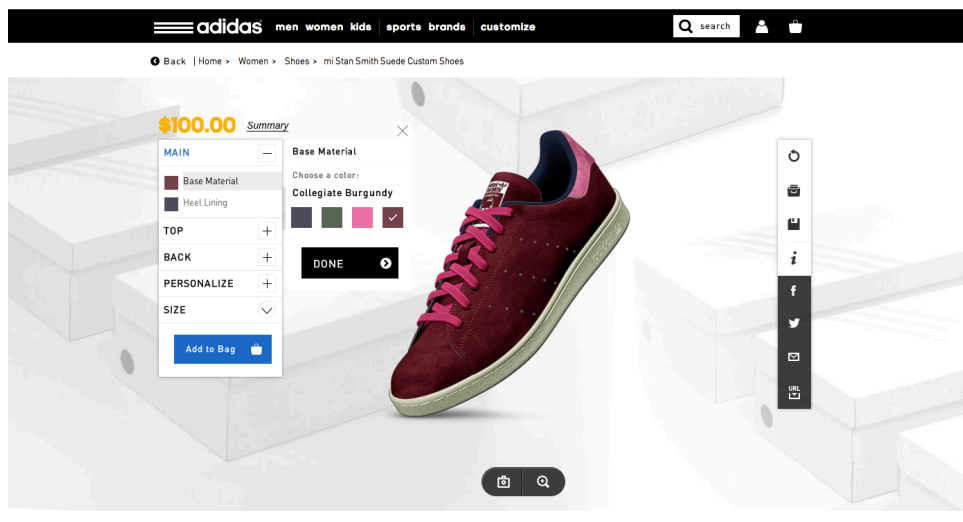 adidas men women kids sports brands customize search
Back | Home > Women > Shoes > mi Stan Smith Suede Custom Shoes
$100.00 Summary
MAIN
Base Material
Heel Lining
TOP
BACK
PERSONALIZE
SIZE
Add to Bag
Base Material
Choose a color:
Collegiate Burgundy
DONE
i
f
URL